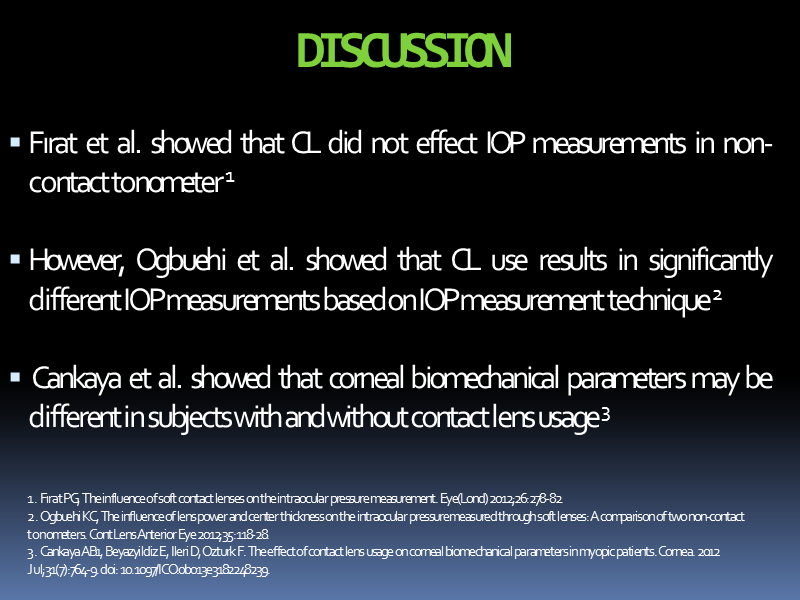 DISCUSSION
▪ Fırat et al. showed that CL did not effect IOP measurements in non-
contact tonometer 1
▪ However, Ogbuehi et al. showed that CL use results in significantly
different IOP measurements based on IOP measurement technique 2
▪ Cankaya et al. showed that corneal biomechanical parameters may be
different in subjects with and without contact lens usage 3
1. Fırat PG, The influence of soft contact lenses on the intraocular pressure measurement. Eye(Lond) 2012;26:278-82
2. Ogbuehi KC, The influence of lens power and center thickness on the intraocular pressure measured through soft lenses: A comparison of two non-contact
tonometers. Cont Lens Anterior Eye 2012;35:118-28
3. Cankaya AB1, Beyazyildiz E, Ileri D, Ozturk F. The effect of contact lens usage on corneal biomechanical parameters in myopic patients. Cornea. 2012
Jul;31(7):764-9. doi: 10.1097/ICO.0b013e3182248239.